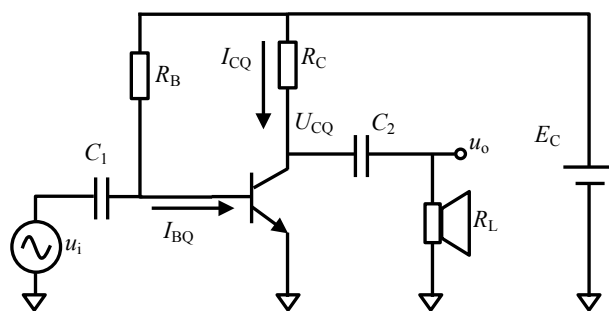 I_CQ
R_C
R_B
U_CQ
C_2
u_o
E_C
C_1
u_i
I_BQ
R_L